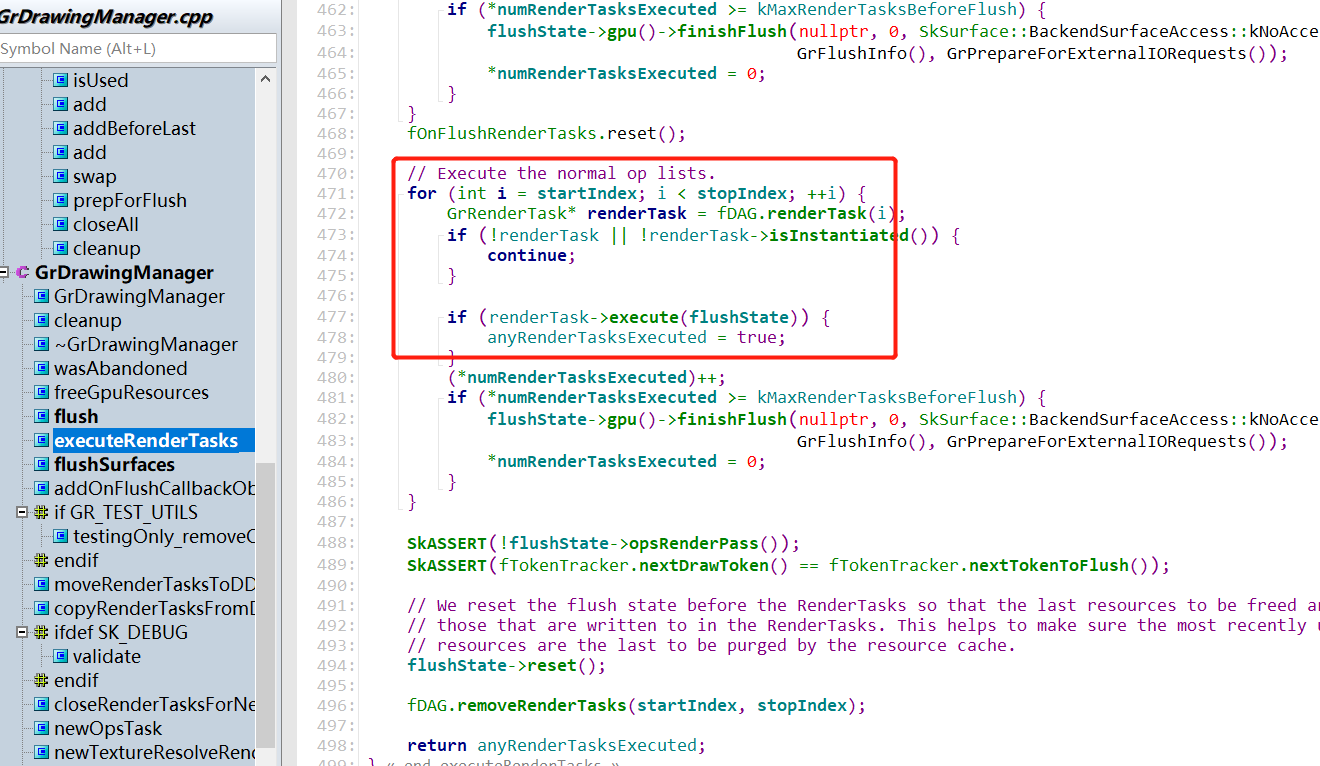 GrDrawingManager.cpp
Symbol Name (Alt+L)
isUsed
add
addBeforeLast
add
swap
prepForFlush
closeAll
cleanup
GrDrawingManager
GrDrawingManager
cleanup
~GrDrawingManager
wasAbandoned
freeGpuResources
flush
executeRenderTasks
flushSurfaces
addOnFlushCallbackOb
if GR_TEST_UTILS
testingOnly_removeO
endif
moveRenderTasksToDD
copyRenderTasksFromD
ifdef SK_DEBUG
validate
endif
closeRenderTasksForNe
newOpsTask
newTextureResolveRend
462: if (*numRenderTasksExecuted >= kMaxRenderTasksBeforeFlush) {
463: flushState->gpu()->finishFlush(nullptr, 0, SkSurface::BackendSurfaceAccess::kNoAcce
464: GrFlushInfo(), GrPrepareForExternalIORequests());
465: *numRenderTasksExecuted = 0;
466: }
467: }
468: fOnFlushRenderTasks.reset();
469:
470: // Execute the normal op lists.
471: for (int i = startIndex; i < stopIndex; ++i) {
472: GrRenderTask* renderTask = fDAG.renderTask(i);
473: if (!renderTask || !renderTask->isInstantiated()) {
474: continue;
475: }
476:
477: if (renderTask->execute(flushState)) {
478: anyRenderTasksExecuted = true;
479: }
480: (*numRenderTasksExecuted)++;
481: if (*numRenderTasksExecuted >= kMaxRenderTasksBeforeFlush) {
482: flushState->gpu()->finishFlush(nullptr, 0, SkSurface::BackendSurfaceAccess::kNoAcce
483: GrFlushInfo(), GrPrepareForExternalIORequests());
484: *numRenderTasksExecuted = 0;
485: }
486: }
487:
488: SkASSERT(!flushState->opsRenderPass());
489: SkASSERT(fTokenTracker.nextDrawToken() == fTokenTracker.nextTokenToFlush());
490:
491: // We reset the flush state before the RenderTasks so that the last resources to be freed ar
492: // those that are written to in the RenderTasks. This helps to make sure the most recently u
493: // resources are the last to be purged by the resource cache.
494: flushState->reset();
495:
496: fDAG.removeRenderTasks(startIndex, stopIndex);
497:
498: return anyRenderTasksExecuted;
499: } « end executeRenderTasks »